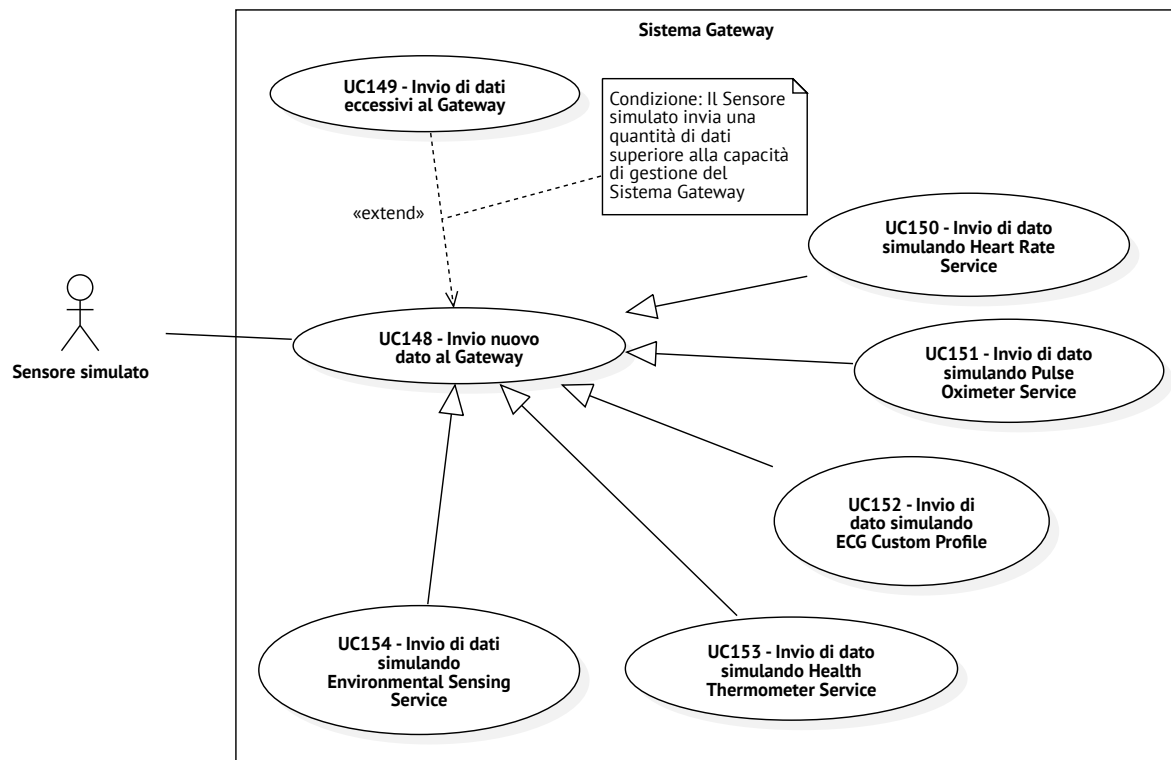 Sistema Gateway
UC149 - Invio di dati
eccessivi al Gateway
Condizione: Il Sensore
simulato invia una
quantità di dati
superiore alla capacità
di gestione del
Sistema Gateway
«extend»
UC150 - Invio di dato
simulando Heart Rate
Service
UC148 - Invio nuovo
dato al Gateway
Sensore simulato
UC151 - Invio di dato
simulando Pulse
Oximeter Service
UC152 - Invio di
dato simulando
ECG Custom Profile
UC154 - Invio di dati
simulando
Environmental Sensing
Service
UC153 - Invio di dato
simulando Health
Thermometer Service